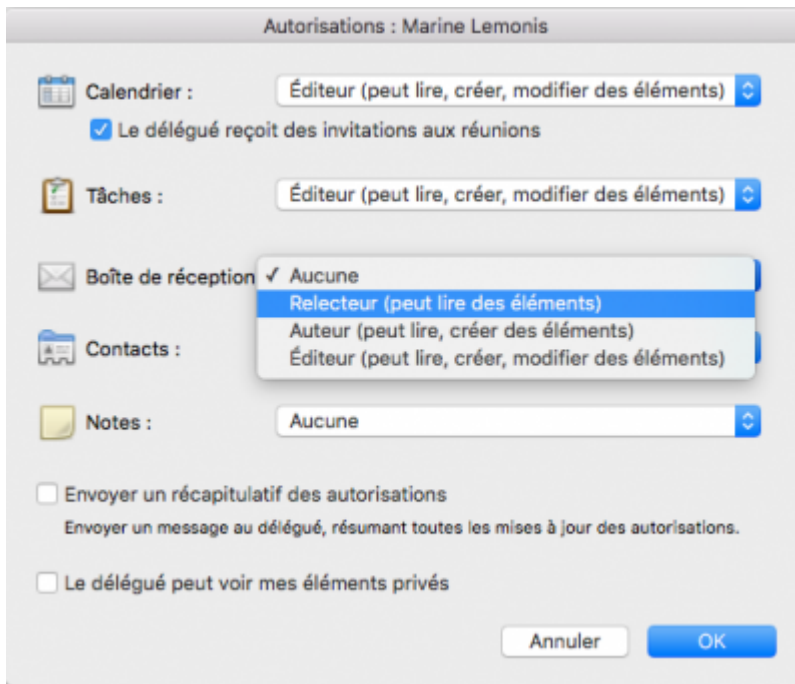 Autorisations : Marine Lemonis
Calendrier :
Éditeur (peut lire, créer, modifier des éléments)
Le délégué reçoit des invitations aux réunions
Tâches :
Éditeur (peut lire, créer, modifier des éléments)
Boîte de réception
✓ Aucune
Relecteur (peut lire des éléments)
Auteur (peut lire, créer des éléments)
Éditeur (peut lire, créer, modifier des éléments)
Contacts :
Notes :
Aucune
Envoyer un récapitulatif des autorisations
Envoyer un message au délégué, résumant toutes les mises à jour des autorisations.
Le délégué peut voir mes éléments privés
Annuler
OK